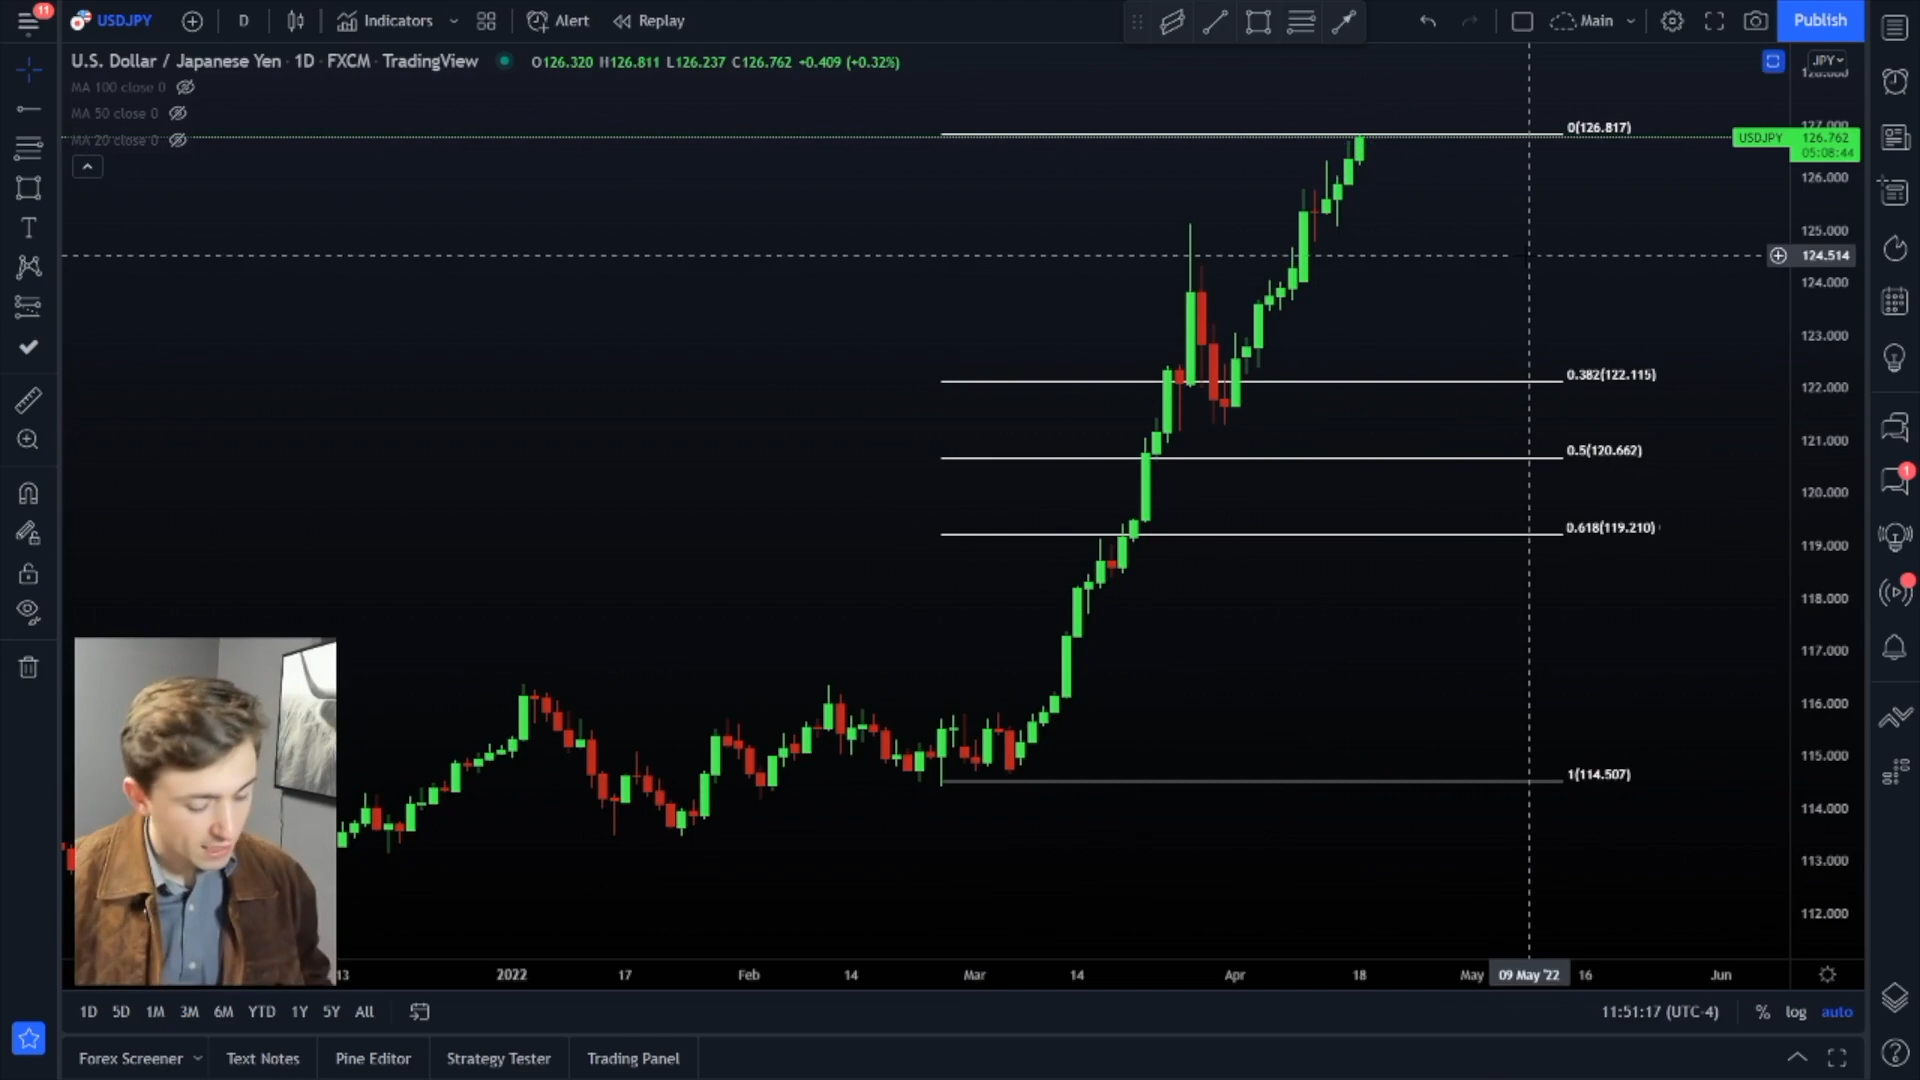 11
USDJPY
D
Indicators
Alert
Replay
Main
Publish
U.S. Dollar / Japanese Yen · 1D · FXCM · TradingView
O126.320 H126.811 L126.237 C126.762 +0.409 (+0.32%)
JPY
MA 100 close 0
MA 50 close 0
MA 20 close 0
127.000
0(126.817)
USDJPY 126.762
05:08:44
126.000
125.000
124.514
124.000
123.000
0.382(122.115)
122.000
121.000
0.5(120.662)
1
120.000
0.618(119.210)
119.000
118.000
117.000
116.000
115.000
1(114.507)
114.000
113.000
112.000
13 2022 17 Feb 14 Mar 14 Apr 18 May 09 May '22 16 Jun
1D 5D 1M 3M 6M YTD 1Y 5Y All
11:51:17 (UTC-4) % log auto
Forex Screener Text Notes Pine Editor Strategy Tester Trading Panel